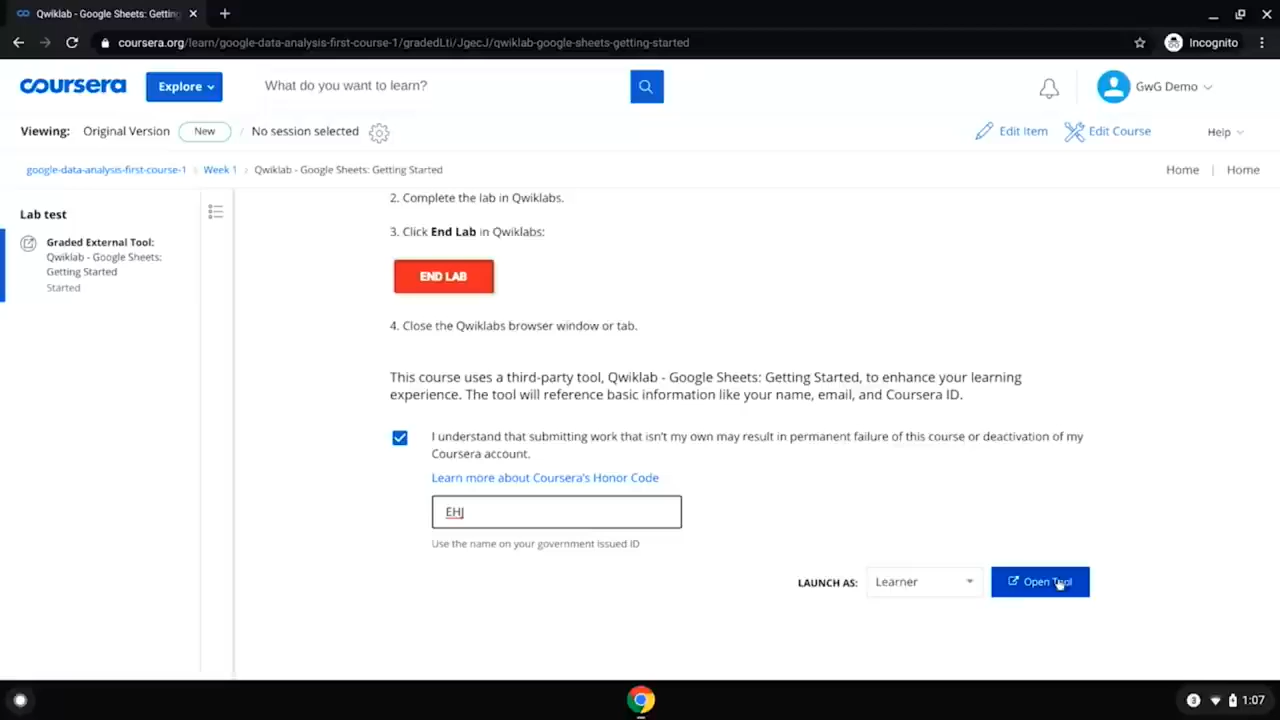 Qwiklab - Google Sheets: Getting
coursera.org/learn/google-data-analysis-first-course-1/gradedLti/JgecJ/qwiklab-google-sheets-getting-started
Incognito
coursera
Explore
What do you want to learn?
GwG Demo
Viewing:
Original Version
New
No session selected
Edit Item
Edit Course
Help
google-data-analysis-first-course-1 > Week 1 > Qwiklab - Google Sheets: Getting Started
Home | Home
Lab test
Graded External Tool:
Qwiklab - Google Sheets:
Getting Started
Started
2. Complete the lab in Qwiklabs.
3. Click End Lab in Qwiklabs:
END LAB
4. Close the Qwiklabs browser window or tab.
This course uses a third-party tool, Qwiklab - Google Sheets: Getting Started, to enhance your learning
experience. The tool will reference basic information like your name, email, and Coursera ID.
I understand that submitting work that isn't my own may result in permanent failure of this course or deactivation of my
Coursera account.
Learn more about Coursera's Honor Code
EHJ
Use the name on your government issued ID
LAUNCH AS:
Learner
Open Tool
3
1:07